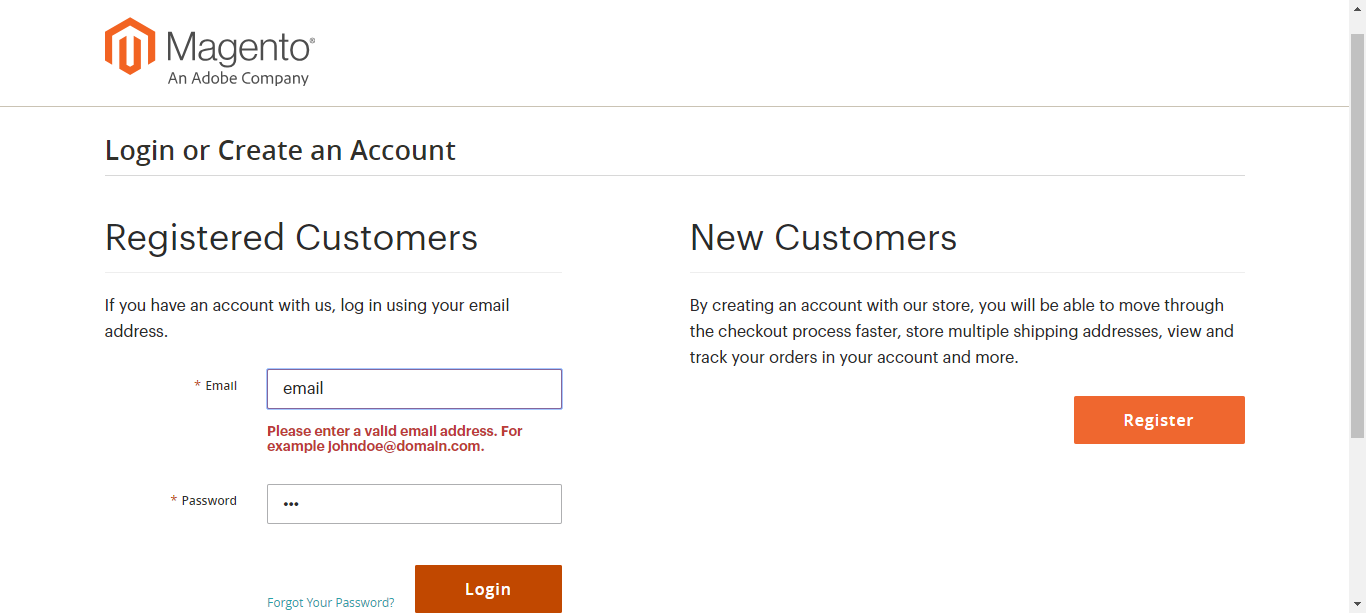 Magento®
An Adobe Company
Login or Create an Account
Registered Customers
If you have an account with us, log in using your email
address.
* Email
email
Please enter a valid email address. For
example johndoe@domain.com.
* Password
•••
Forgot Your Password?
Login
New Customers
By creating an account with our store, you will be able to move through
the checkout process faster, store multiple shipping addresses, view and
track your orders in your account and more.
Register